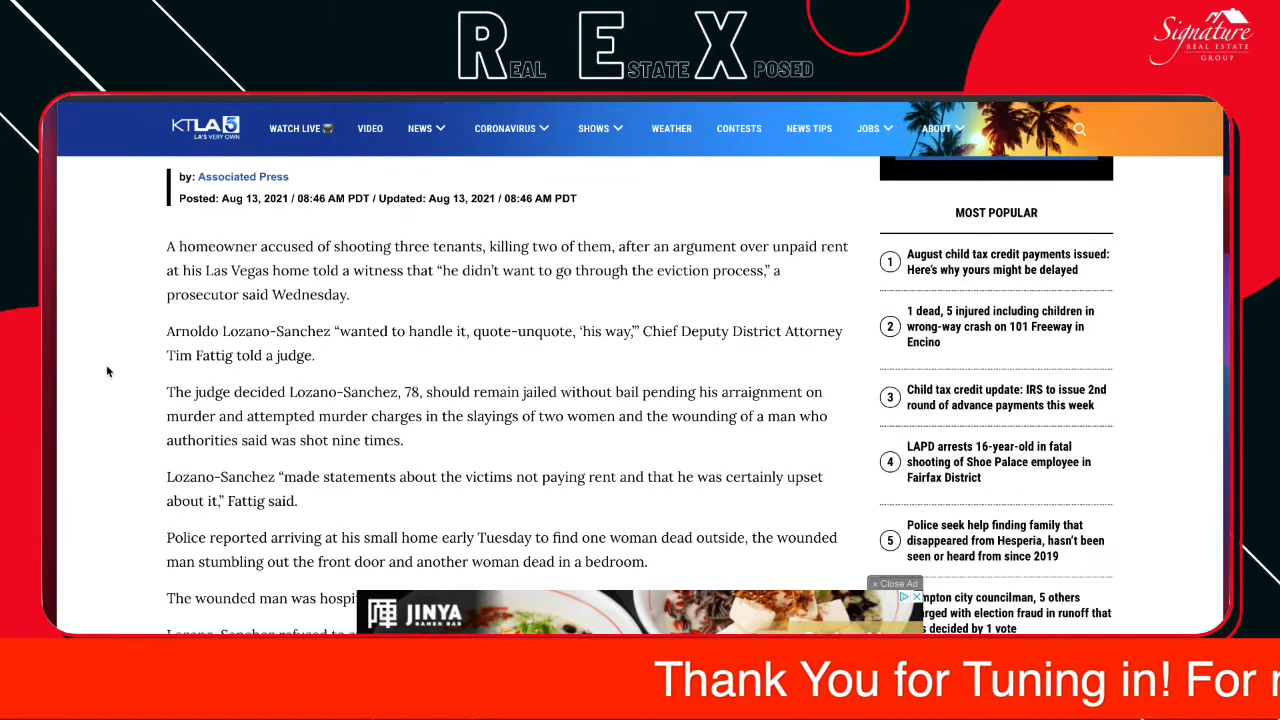 REAL ESTATE XPOSED
Signature
REAL ESTATE
GROUP
KTLA 5
LA'S VERY OWN
WATCH LIVE
VIDEO
NEWS
CORONAVIRUS
SHOWS
WEATHER
CONTESTS
NEWS TIPS
JOBS
ABOUT
by: Associated Press
Posted: Aug 13, 2021 / 08:46 AM PDT / Updated: Aug 13, 2021 / 08:46 AM PDT
A homeowner accused of shooting three tenants, killing two of them, after an argument over unpaid rent
at his Las Vegas home told a witness that “he didn’t want to go through the eviction process,” a
prosecutor said Wednesday.
Arnoldo Lozano-Sanchez “wanted to handle it, quote-unquote, ‘his way,’” Chief Deputy District Attorney
Tim Fattig told a judge.
The judge decided Lozano-Sanchez, 78, should remain jailed without bail pending his arraignment on
murder and attempted murder charges in the slayings of two women and the wounding of a man who
authorities said was shot nine times.
Lozano-Sanchez “made statements about the victims not paying rent and that he was certainly upset
about it,” Fattig said.
Police reported arriving at his small home early Tuesday to find one woman dead outside, the wounded
man stumbling out the front door and another woman dead in a bedroom.
The wounded man was hospi
MOST POPULAR
1
August child tax credit payments issued:
Here’s why yours might be delayed
2
1 dead, 5 injured including children in
wrong-way crash on 101 Freeway in
Encino
3
Child tax credit update: IRS to issue 2nd
round of advance payments this week
4
LAPD arrests 16-year-old in fatal
shooting of Shoe Palace employee in
Fairfax District
5
Police seek help finding family that
disappeared from Hesperia, hasn’t been
seen or heard from since 2019
mpton city councilman, 5 others
arged with election fraud in runoff that
s decided by 1 vote
× Close Ad
JINYA
RAMEN BAR
Thank You for Tuning in! For